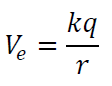 Vₑ = kq/r